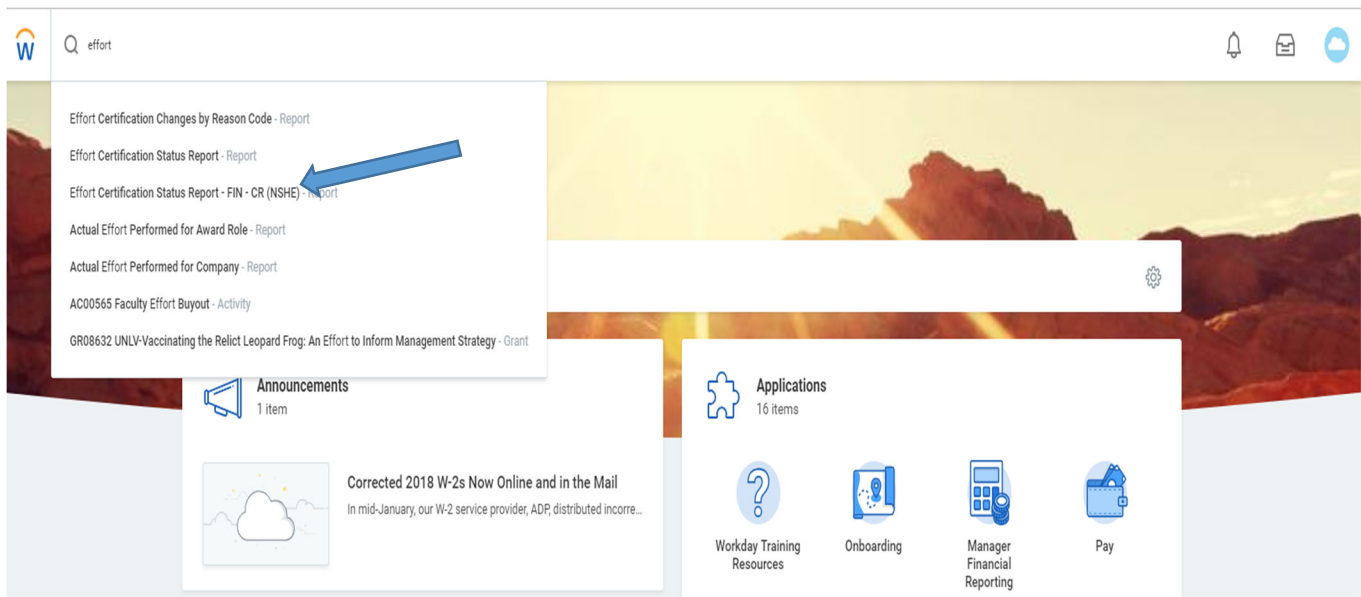 W
effort
Effort Certification Changes by Reason Code - Report
Effort Certification Status Report - Report
Effort Certification Status Report - FIN - CR (NSHE) - Report
Actual Effort Performed for Award Role - Report
Actual Effort Performed for Company - Report
AC00565 Faculty Effort Buyout - Activity
GR08632 UNLV-Vaccinating the Relict Leopard Frog: An Effort to Inform Management Strategy - Grant
Announcements
1 item
Corrected 2018 W-2s Now Online and in the Mail
In mid-January, our W-2 service provider, ADP, distributed incorre...
Applications
16 items
Workday Training
Resources
Onboarding
Manager
Financial
Reporting
Pay